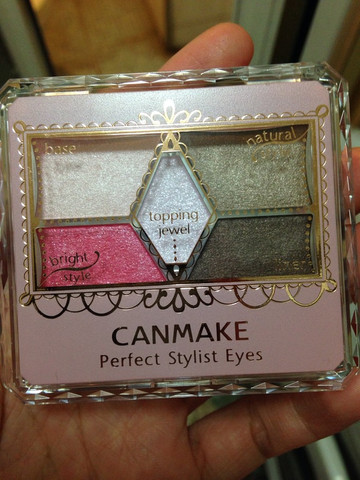 base
natural
topping
jewel
bright
style
CANMAKE
Perfect Stylist Eyes